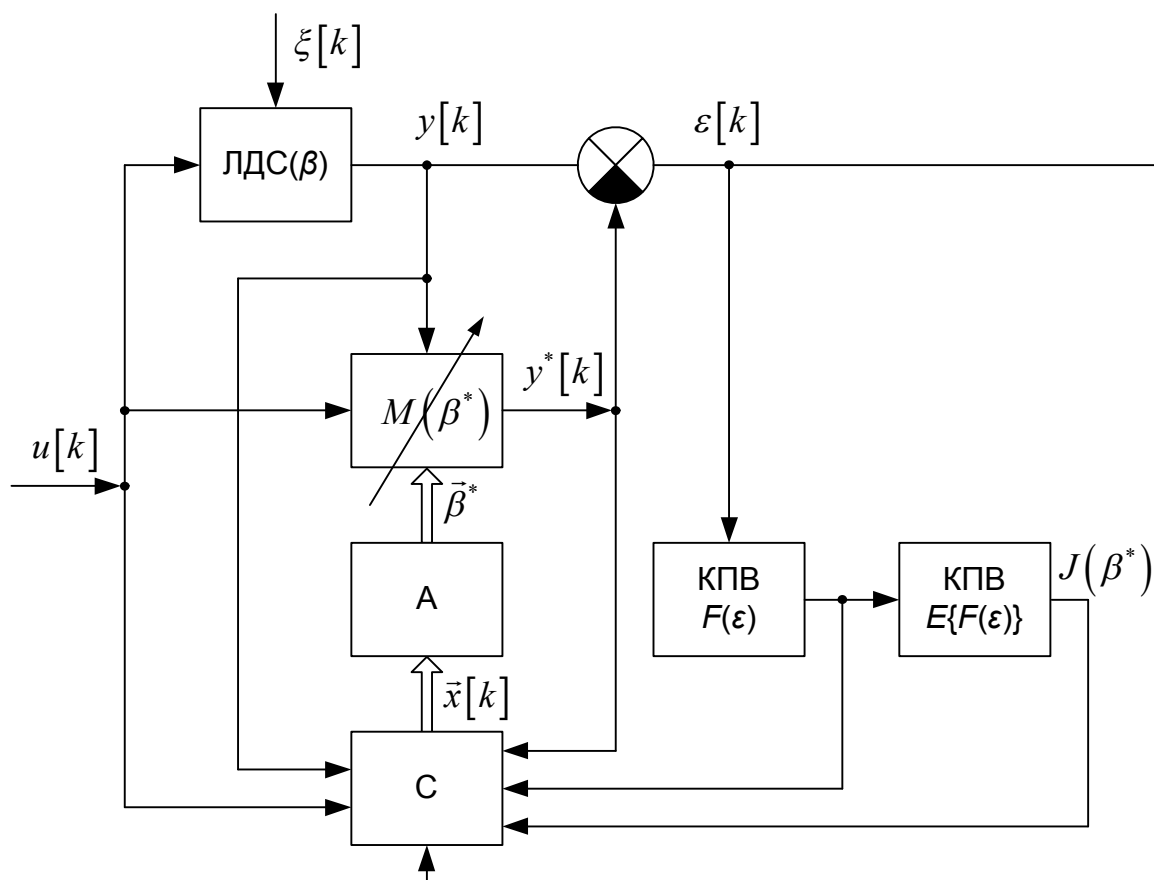 ξ[k]
y[k]
ε[k]
ЛДС(β)
y*[k]
M(β*)
u[k]
β⃗*
КПВ
F(ε)
КПВ
E{F(ε)}
J(β*)
А
x⃗[k]
С